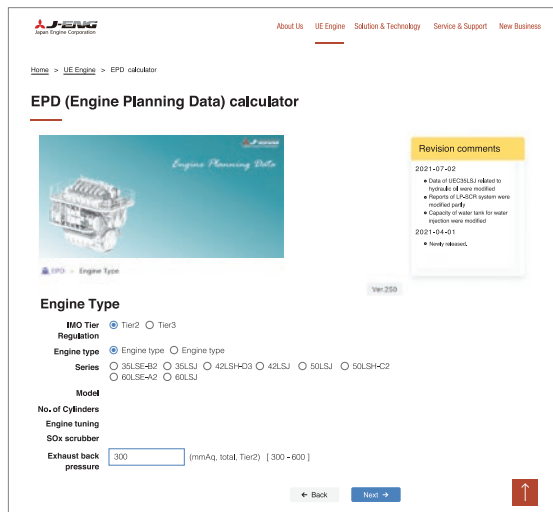 J-ENG
Japan Engine Corporation
About Us UE Engine Solution & Technology Service & Support New Business
Home > UE Engine > EPD calculator
EPD (Engine Planning Data) calculator
J-ENG
Engine Planning Data
Revision comments
2021-07-02
Data of UEC35LSJ related to
hydraulic oil were modified
Reports of LP-SCR system were
modified partly
Capacity of water tank for water
injection were modified
2021-04-01
Newly released.
EPD > Engine Type
Ver.259
Engine Type
IMO Tier Regulation Tier2 Tier3
Engine type Engine type Engine type
Series 35LSE-B2 35LSJ 42LSH-D3 42LSJ 50LSJ 50LSH-C2
60LSE-A2 60LSJ
Model
No. of Cylinders
Engine tuning
SOx scrubber
Exhaust back pressure 300 (mmAq, total, Tier2) [ 300 - 600 ]
← Back Next →
↑